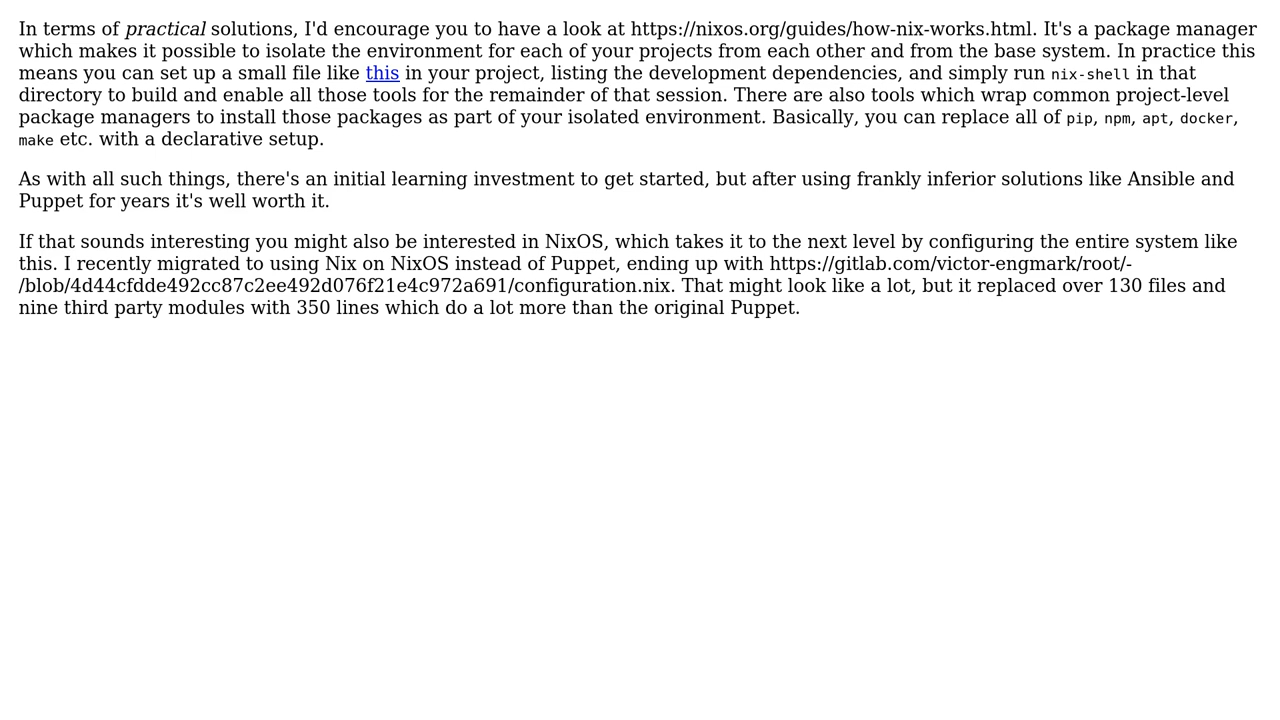 In terms of practical solutions, I'd encourage you to have a look at https://nixos.org/guides/how-nix-works.html. It's a package manager
which makes it possible to isolate the environment for each of your projects from each other and from the base system. In practice this
means you can set up a small file like this in your project, listing the development dependencies, and simply run nix-shell in that
directory to build and enable all those tools for the remainder of that session. There are also tools which wrap common project-level
package managers to install those packages as part of your isolated environment. Basically, you can replace all of pip, npm, apt, docker,
make etc. with a declarative setup.
As with all such things, there's an initial learning investment to get started, but after using frankly inferior solutions like Ansible and
Puppet for years it's well worth it.
If that sounds interesting you might also be interested in NixOS, which takes it to the next level by configuring the entire system like
this. I recently migrated to using Nix on NixOS instead of Puppet, ending up with https://gitlab.com/victor-engmark/root/-
/blob/4d44cfdde492cc87c2ee492d076f21e4c972a691/configuration.nix. That might look like a lot, but it replaced over 130 files and
nine third party modules with 350 lines which do a lot more than the original Puppet.